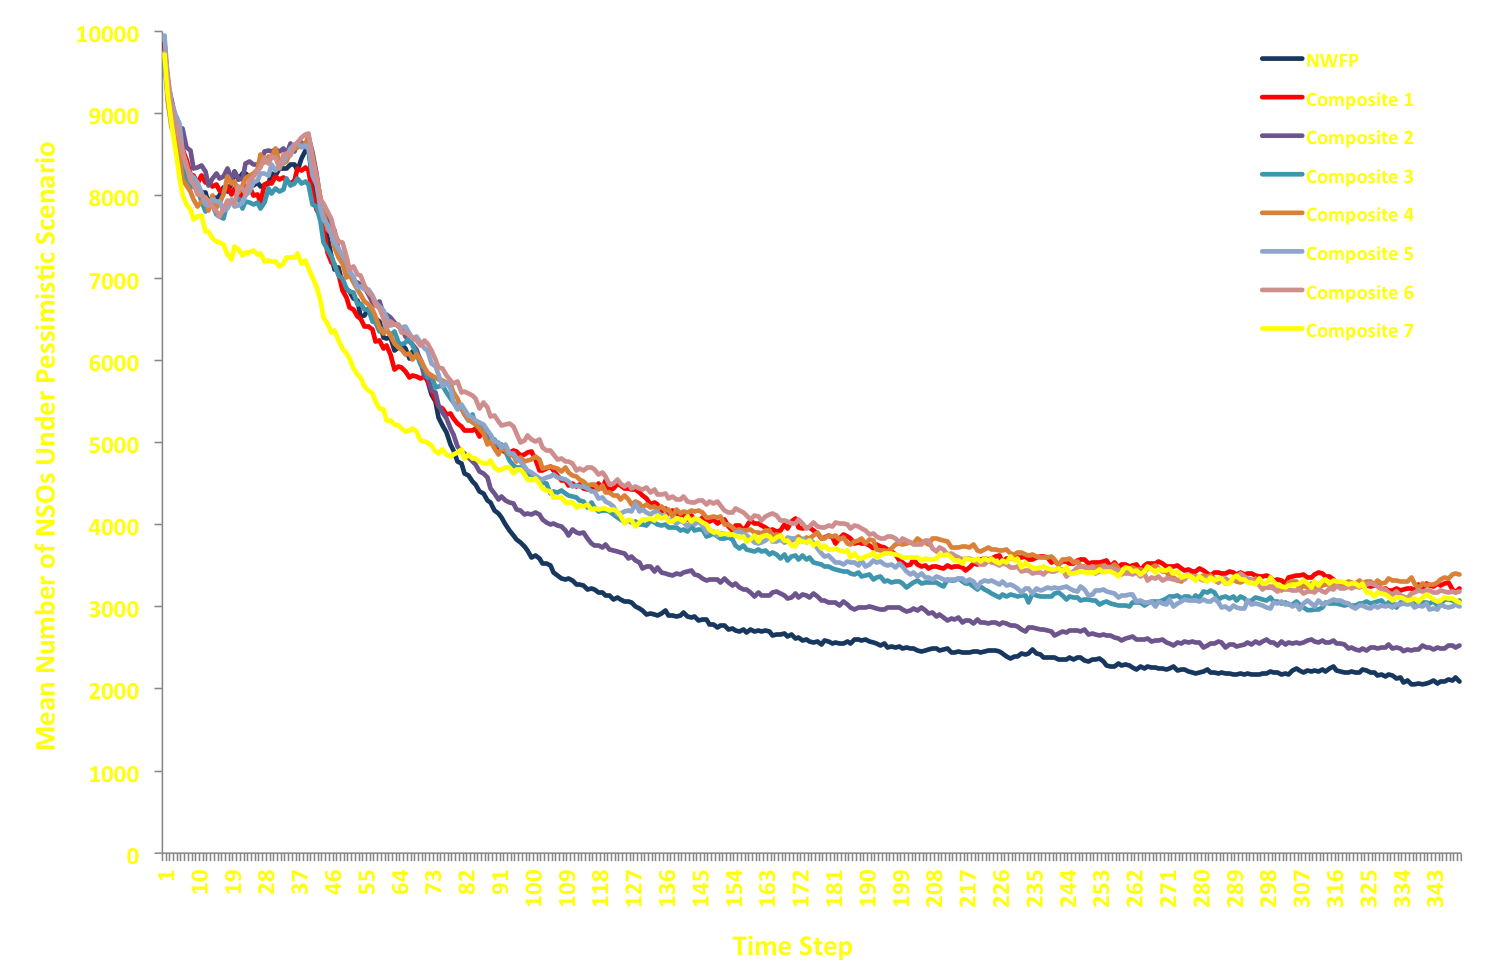 Mean Number of NSOs Under Pessimistic Scenario
10000
9000
8000
7000
6000
5000
4000
3000
2000
1000
0
NWFP
Composite 1
Composite 2
Composite 3
Composite 4
Composite 5
Composite 6
Composite 7
1 10 19 28 37 46 55 64 73 82 91 100 109 118 127 136 145 154 163 172 181 190 199 208 217 226 235 244 253 262 271 280 289 298 307 316 325 334 343
Time Step